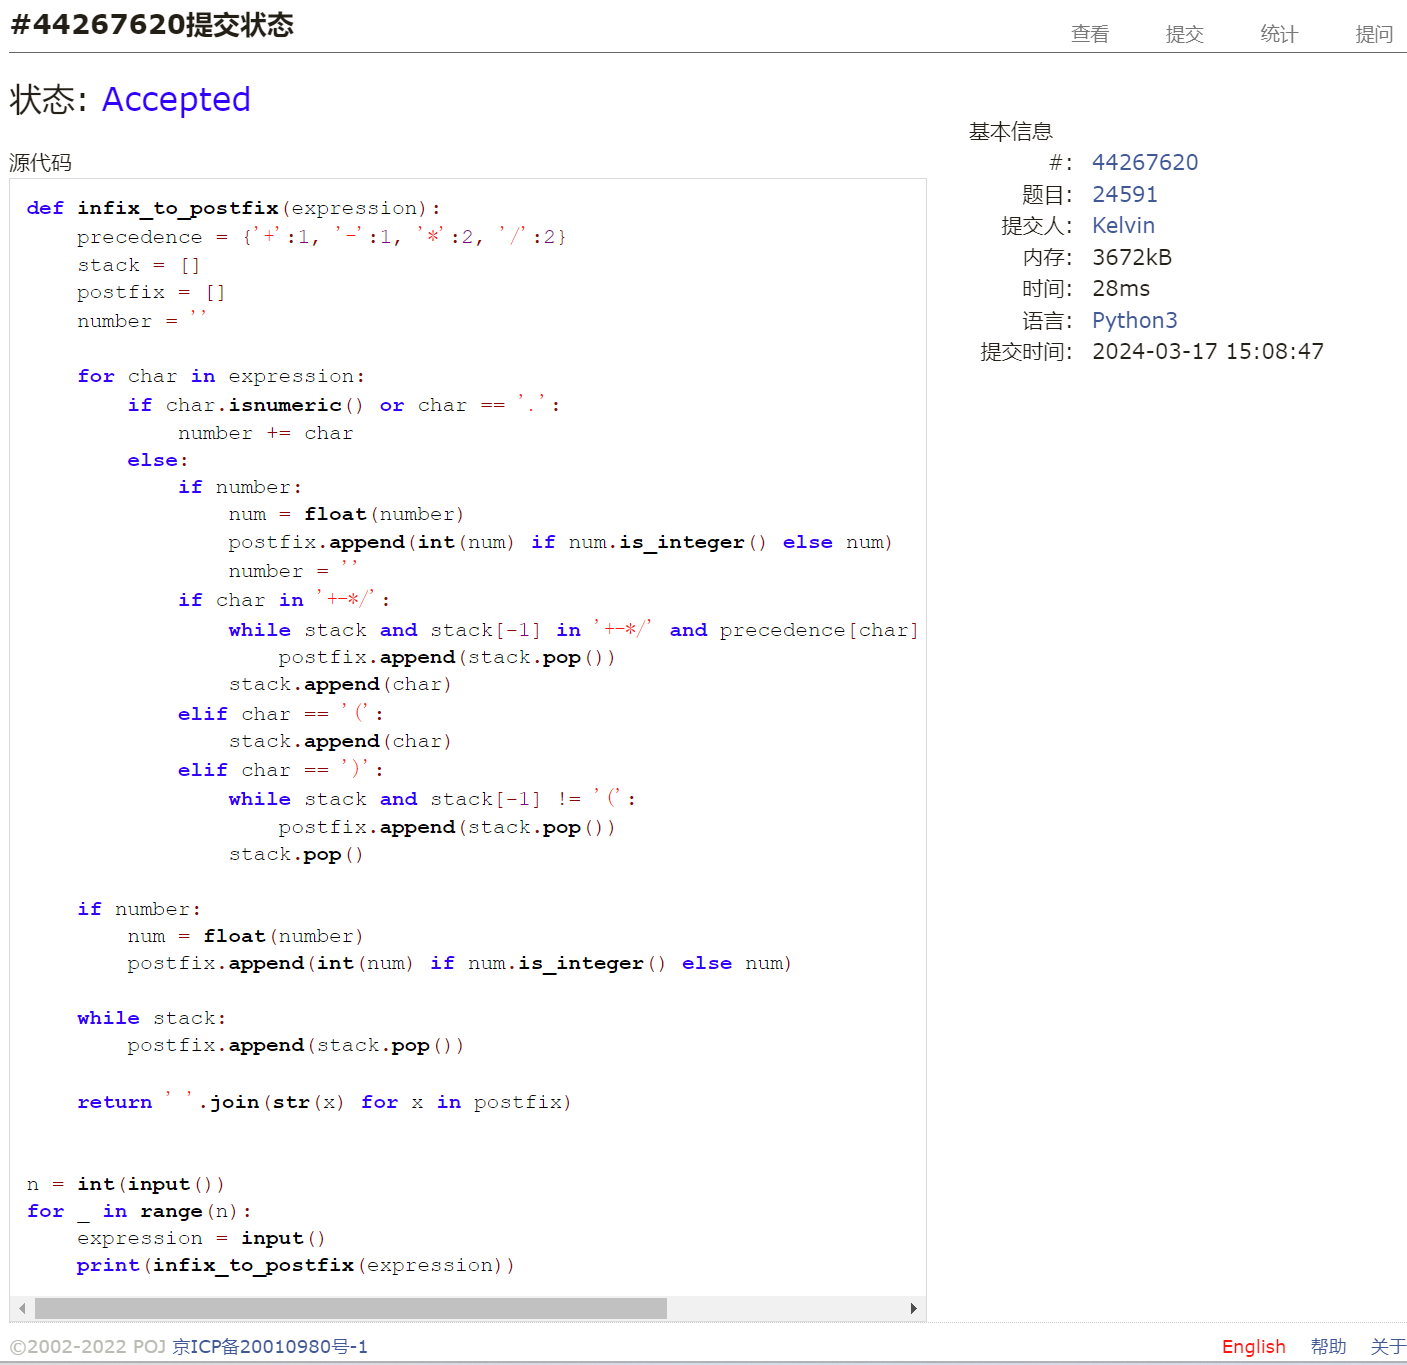 #44267620提交状态
查看 提交 统计 提问
状态: Accepted
源代码
def infix_to_postfix(expression):
    precedence = {'+':1, '-':1, '*':2, '/':2}
    stack = []
    postfix = []
    number = ''

    for char in expression:
        if char.isnumeric() or char == '.':
            number += char
        else:
            if number:
                num = float(number)
                postfix.append(int(num) if num.is_integer() else num)
                number = ''
            if char in '+-*/':
                while stack and stack[-1] in '+-*/' and precedence[char]
                    postfix.append(stack.pop())
                stack.append(char)
            elif char == '(':
                stack.append(char)
            elif char == ')':
                while stack and stack[-1] != '(':
                    postfix.append(stack.pop())
                stack.pop()

    if number:
        num = float(number)
        postfix.append(int(num) if num.is_integer() else num)

    while stack:
        postfix.append(stack.pop())

    return ' '.join(str(x) for x in postfix)


n = int(input())
for _ in range(n):
    expression = input()
    print(infix_to_postfix(expression))
基本信息
#: 44267620
题目: 24591
提交人: Kelvin
内存: 3672kB
时间: 28ms
语言: Python3
提交时间: 2024-03-17 15:08:47
©2002-2022 POJ 京ICP备20010980号-1
English 帮助 关于